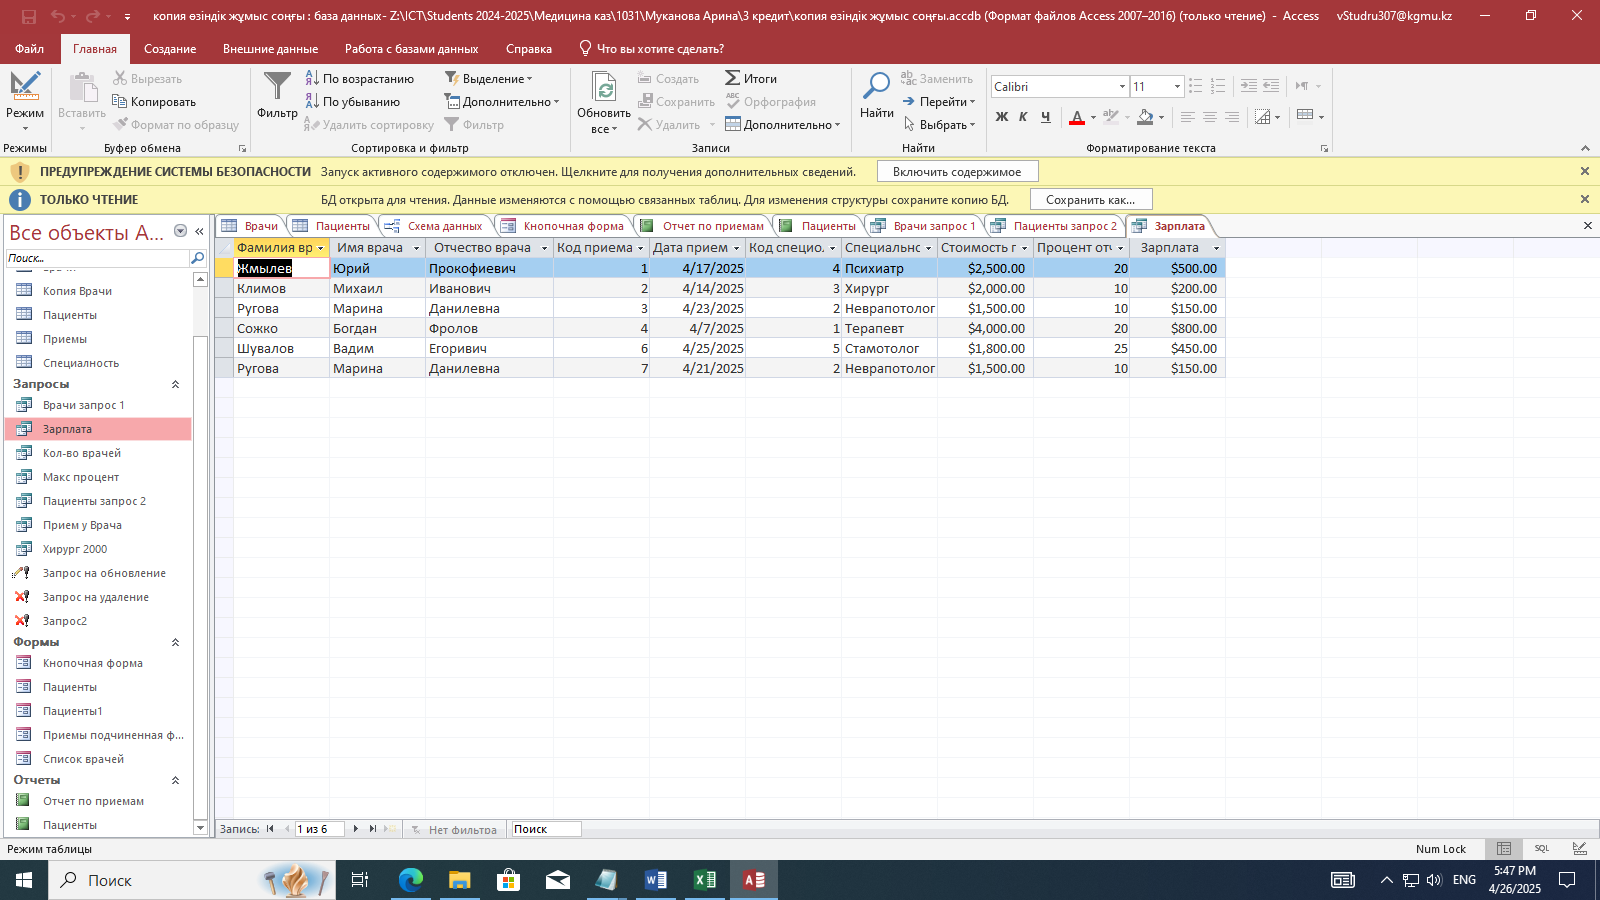 копия өзіндік жұмыс соңғы : база данных- Z:\ICT\Students 2024-2025\Медицина каз\1031\Муканова Арина\3 кредит\копия өзіндік жұмыс соңғы.accdb (Формат файлов Access 2007–2016) (только чтение) - Access vStudru307@kgmu.kz
Файл Главная Создание Внешние данные Работа с базами данных Справка Что вы хотите сделать?
Режим
Режимы
Вставить
Вырезать
Копировать
Формат по образцу
Буфер обмена
Фильтр
По возрастанию
По убыванию
Удалить сортировку
Выделение
Дополнительно
Фильтр
Сортировка и фильтр
Обновить все
Создать
Сохранить
Удалить
Итоги
Орфография
Дополнительно
Записи
Найти
Заменить
Перейти
Выбрать
Найти
Calibri 11
Ж К Ч
Форматирование текста
ПРЕДУПРЕЖДЕНИЕ СИСТЕМЫ БЕЗОПАСНОСТИ Запуск активного содержимого отключен. Щелкните для получения дополнительных сведений. Включить содержимое
ТОЛЬКО ЧТЕНИЕ БД открыта для чтения. Данные изменяются с помощью связанных таблиц. Для изменения структуры сохраните копию БД. Сохранить как...
Все объекты A...
Поиск...
Копия Врачи
Пациенты
Приемы
Специалность
Запросы
Врачи запрос 1
Зарплата
Кол-во врачей
Макс процент
Пациенты запрос 2
Прием у Врача
Хирург 2000
Запрос на обновление
Запрос на удаление
Запрос2
Формы
Кнопочная форма
Пациенты
Пациенты1
Приемы подчиненная ф...
Список врачей
Отчеты
Отчет по приемам
Пациенты
Врачи Пациенты Схема данных Кнопочная форма Отчет по приемам Пациенты Врачи запрос 1 Пациенты запрос 2 Зарплата
Фамилия вр Имя врача Отчество врача Код приема Дата прием Код специо. Специальнс Стоимость г Процент отч Зарплата
Жмылев Юрий Прокофиевич 1 4/17/2025 4 Психиатр $2,500.00 20 $500.00
Климов Михаил Иванович 2 4/14/2025 3 Хирург $2,000.00 10 $200.00
Ругова Марина Данилевна 3 4/23/2025 2 Неврапотолог $1,500.00 10 $150.00
Сожко Богдан Фролов 4 4/7/2025 1 Терапевт $4,000.00 20 $800.00
Шувалов Вадим Егоривич 6 4/25/2025 5 Стамотолог $1,800.00 25 $450.00
Ругова Марина Данилевна 7 4/21/2025 2 Неврапотолог $1,500.00 10 $150.00
Запись: 1 из 6 Нет фильтра Поиск
Режим таблицы Num Lock SQL
Поиск ENG 5:47 PM
4/26/2025